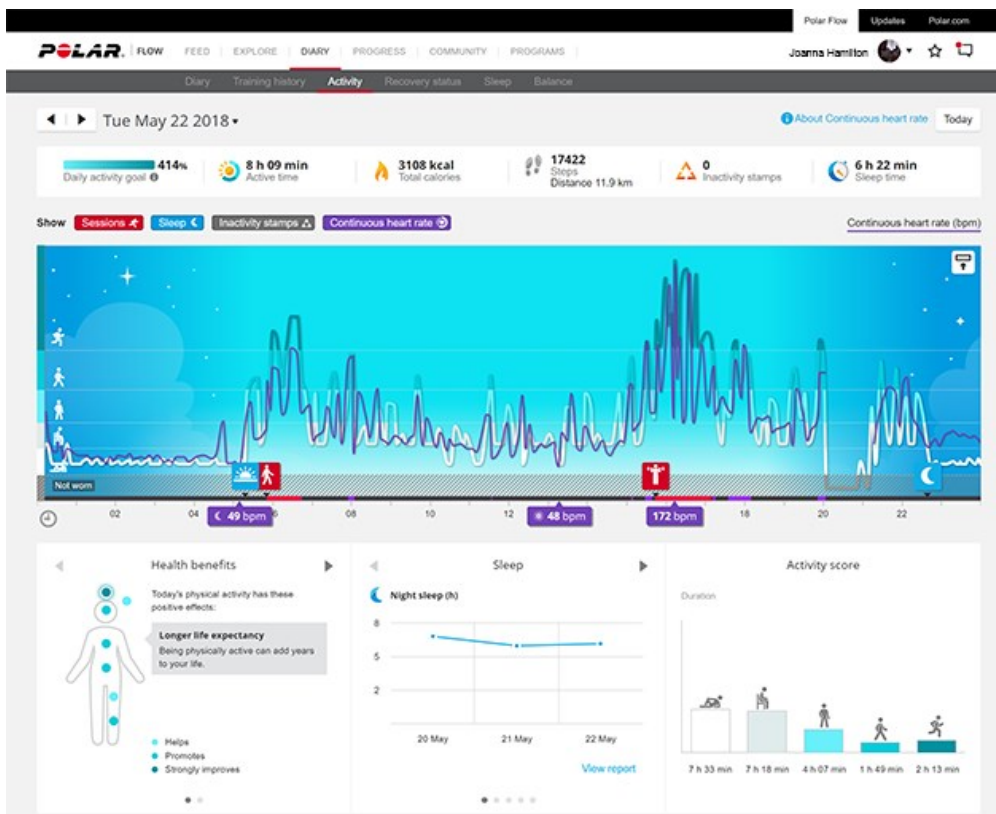 Polar Flow Updates Polar.com
POLAR. FLOW FEED EXPLORE DIARY PROGRESS COMMUNITY PROGRAMS Joanna Hamilton
Diary Training history Activity Recovery status Sleep Balance
Tue May 22 2018 About Continuous heart rate Today
414%
Daily activity goal
8 h 09 min
Active time
3108 kcal
Total calories
17422
Steps
Distance 11.9 km
0
Inactivity stamps
6 h 22 min
Sleep time
Show Sessions Sleep Inactivity stamps Continuous heart rate Continuous heart rate (bpm)
Not worn
02 04 6 08 10 12 18 20 22
49 bpm 48 bpm 172 bpm
Health benefits
Today's physical activity has these
positive effects:
Longer life expectancy
Being physically active can add years
to your life.
Helps
Promotes
Strongly improves
Sleep
Night sleep (h)
8
5
2
20 May 21 May 22 May
View report
Activity score
Duration
7 h 33 min 7 h 18 min 4 h 07 min 1 h 49 min 2 h 13 min